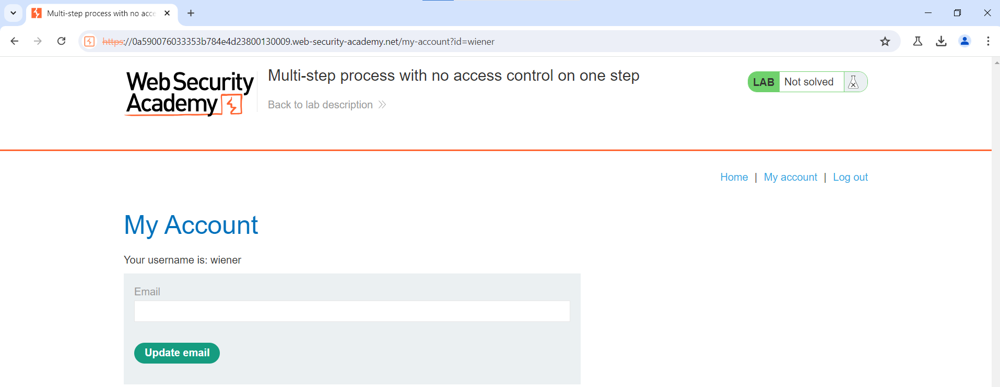 Multi-step process with no acce
https://0a590076033353b784e4d23800130009.web-security-academy.net/my-account?id=wiener
Web Security
Academy
Multi-step process with no access control on one step
Back to lab description
LAB Not solved
Home | My account | Log out
My Account
Your username is: wiener
Email
Update email